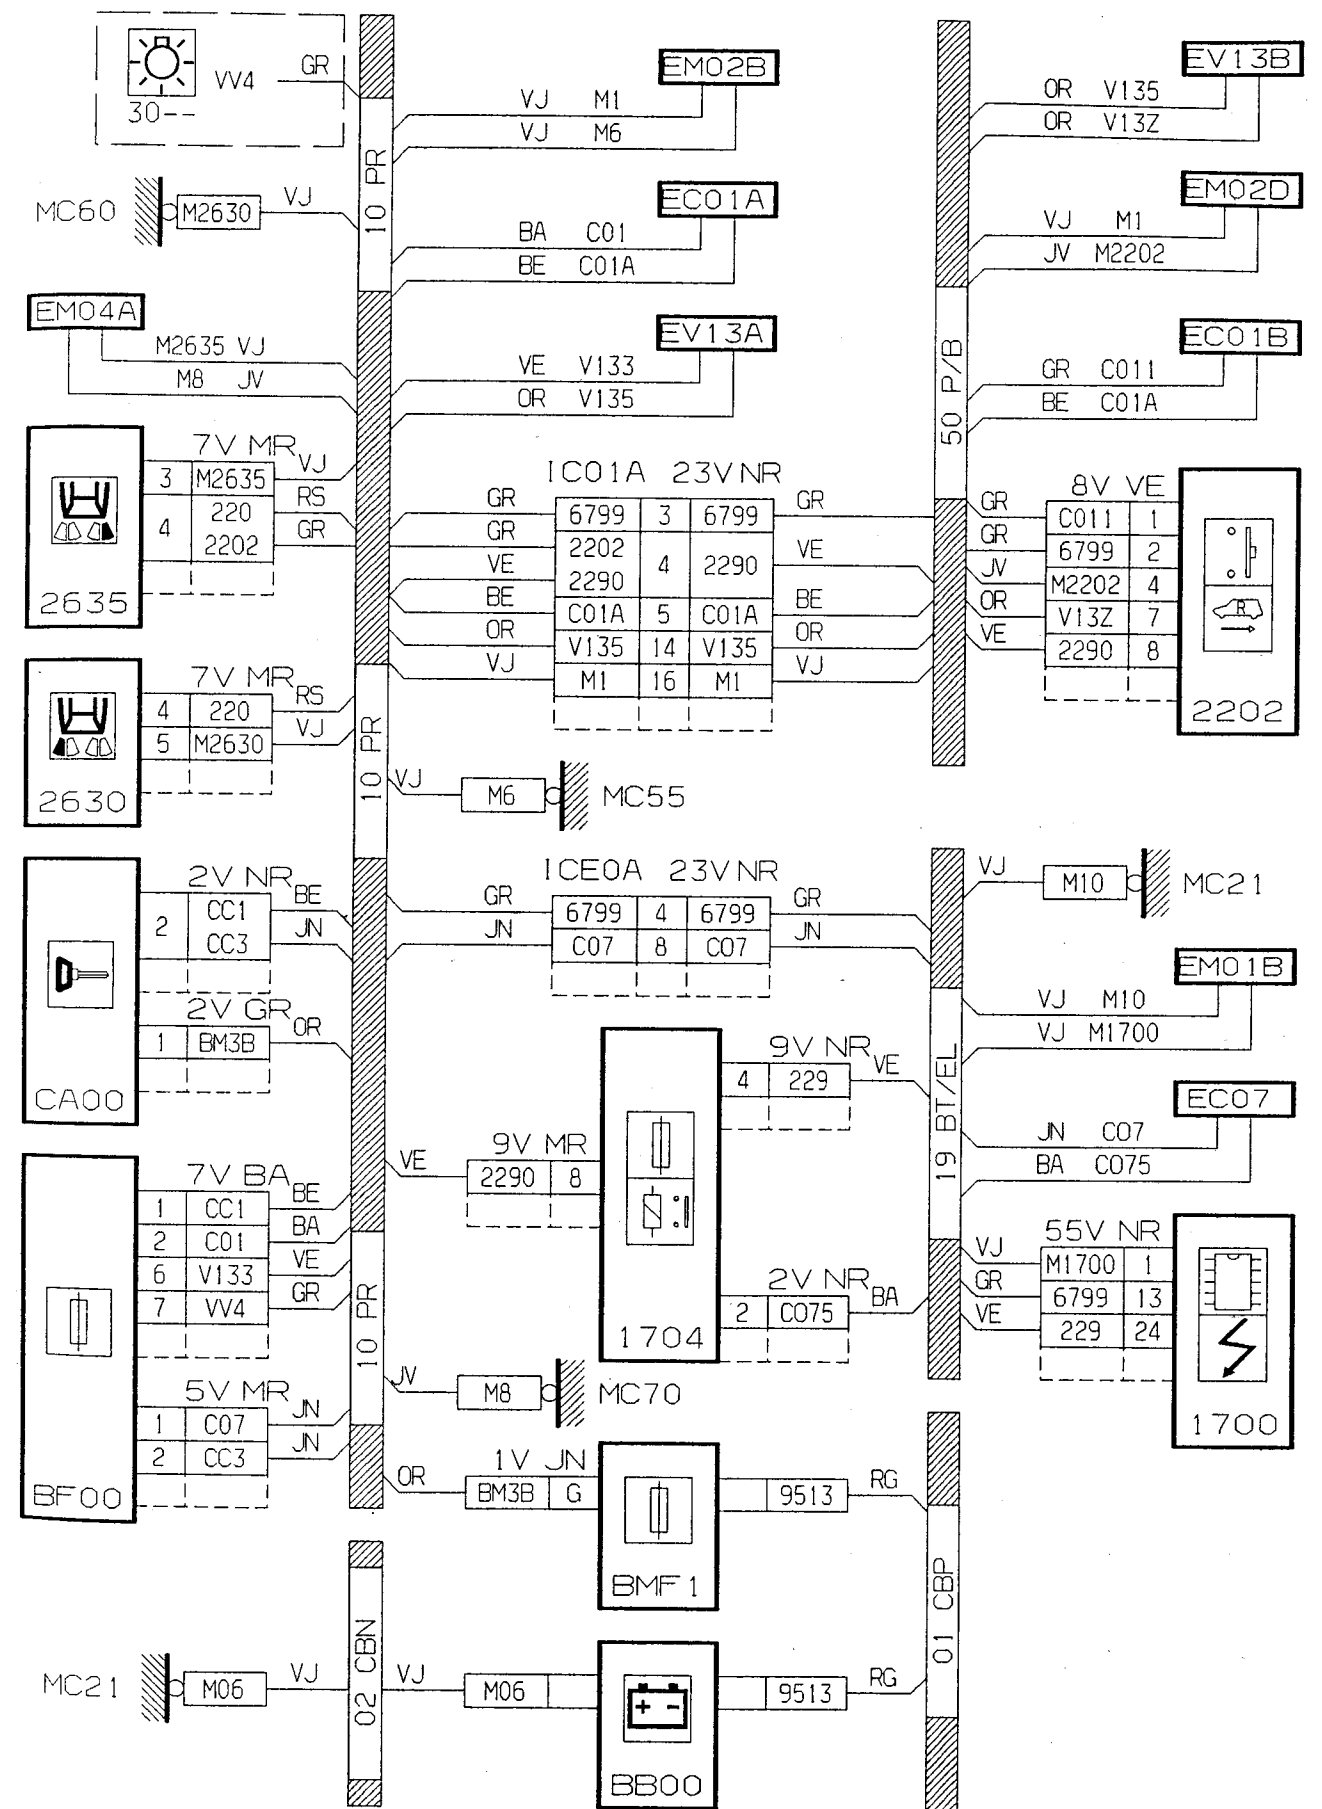 VV4 GR
30--
MC60 M2630 VJ
EM04A
M2635 VJ
M8 JV
7V MR
3 M2635 VJ
4 220 RS
2202 GR
2635
7V MR
4 220 RS
5 M2630 VJ
2630
2V NR
2 CC1 BE
CC3 JN
2V GR
1 BM3B OR
CA00
7V BA
1 CC1 BE
2 C01 BA
6 V133 VE
7 VV4 GR
5V MR
1 C07 JN
2 CC3 JN
BF00
MC21 M06 VJ
10 PR
10 PR
10 PR
02 CBN
EM02B
VJ M1
VJ M6
EC01A
BA C01
BE C01A
EV13A
VE V133
OR V135
IC01A 23V NR
GR 6799 3 6799 GR
GR 2202 4 2290 VE
VE 2290
BE C01A 5 C01A BE
OR V135 14 V135 OR
VJ M1 16 M1 VJ
VJ M6 MC55
ICE0A 23V NR
GR 6799 4 6799 GR
JN C07 8 C07 JN
9V NR
4 229 VE
9V MR
VE 2290 8
2V NR
2 C075 BA
1704
JV M8 MC70
1V JN
OR BM3B G 9513 RG
BMF1
VJ M06 9513 RG
BB00
50 P/B
19 BT/EL
01 CBP
EV13B
OR V135
OR V13Z
EM02D
VJ M1
JV M2202
EC01B
GR C011
BE C01A
8V VE
GR C011 1
GR 6799 2
JV M2202 4
OR V13Z 7
VE 2290 8
R
2202
VJ M10 MC21
EM01B
VJ M10
VJ M1700
EC07
JN C07
BA C075
55V NR
VJ M1700 1
GR 6799 13
VE 229 24
1700